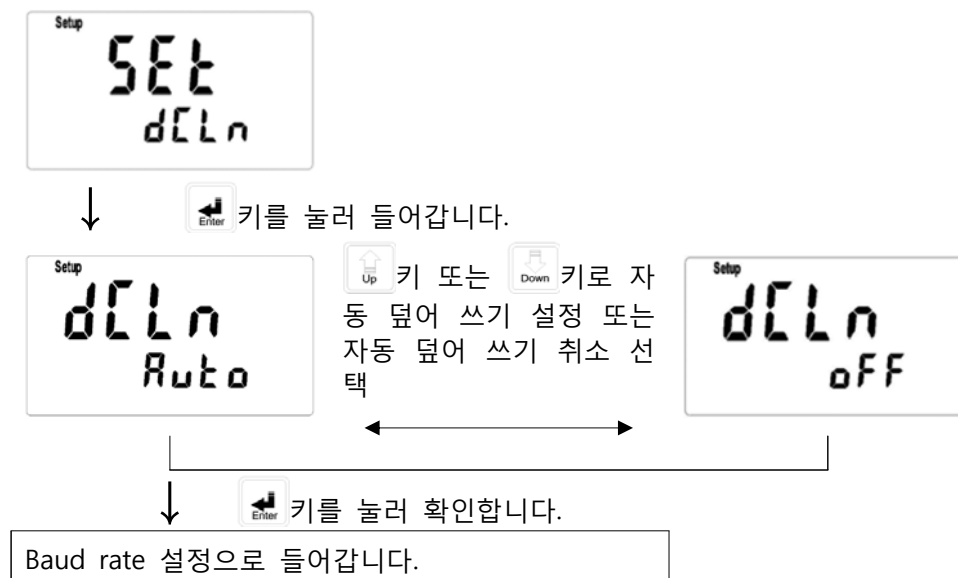 Setup
SEt
dCLn
Enter 키를 눌러 들어갑니다.
Setup
dCLn
Auto
Up 키 또는 Down 키로 자
동 덮어 쓰기 설정 또는
자동 덮어 쓰기 취소 선
택
Setup
dCLn
oFF
Enter 키를 눌러 확인합니다.
Baud rate 설정으로 들어갑니다.